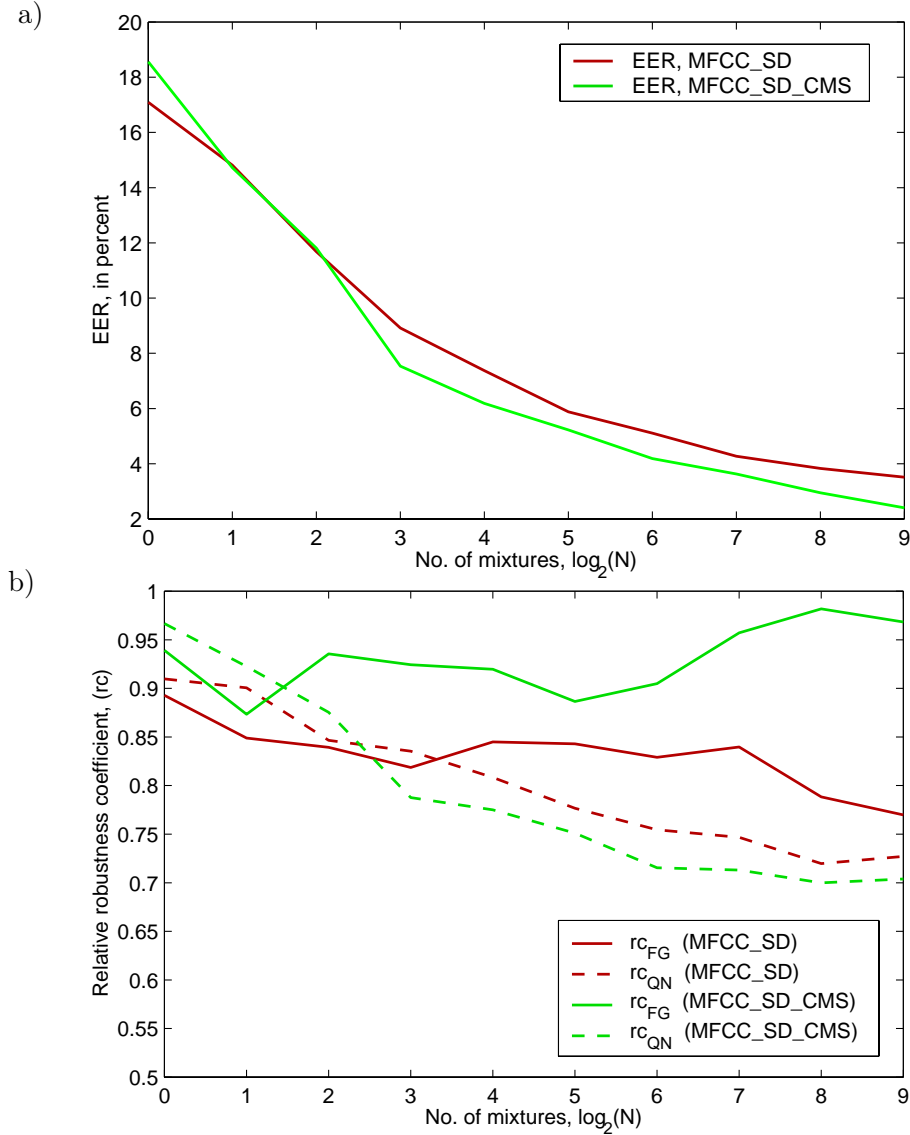 a)
20
18
16
14
12
10
8
6
4
2
EER, in percent
EER, MFCC_SD
EER, MFCC_SD_CMS
0 1 2 3 4 5 6 7 8 9
No. of mixtures, log2(N)
b)
1
0.95
0.9
0.85
0.8
0.75
0.7
0.65
0.6
0.55
0.5
Relative robustness coefficient, (rc)
rcFG (MFCC_SD)
rcQN (MFCC_SD)
rcFG (MFCC_SD_CMS)
rcQN (MFCC_SD_CMS)
0 1 2 3 4 5 6 7 8 9
No. of mixtures, log2(N)